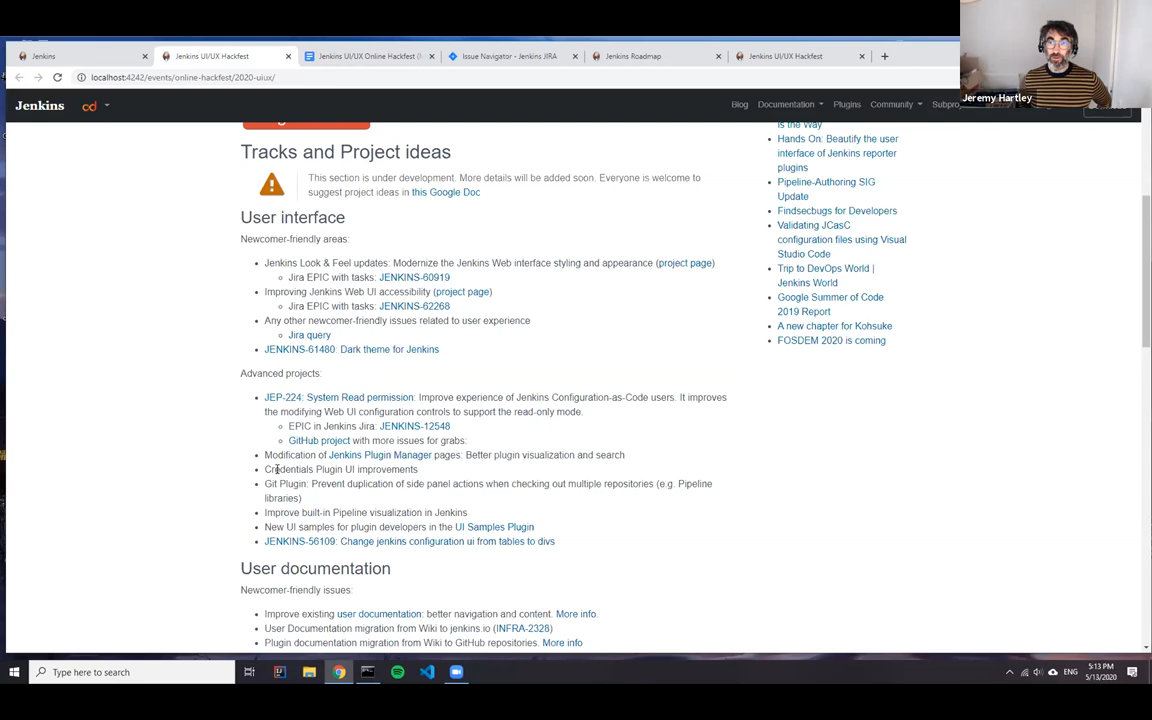 Jenkins
Jenkins UI/UX Hackfest
Jenkins UI/UX Online Hackfest (
Issue Navigator - Jenkins JIRA
Jenkins Roadmap
Jenkins UI/UX Hackfest
localhost:4242/events/online-hackfest/2020-uiux/
Jeremy Hartley
Jenkins
cd
Blog Documentation Plugins Community Subpro
Tracks and Project ideas
This section is under development. More details will be added soon. Everyone is welcome to
suggest project ideas in this Google Doc
User interface
Newcomer-friendly areas:
Jenkins Look & Feel updates: Modernize the Jenkins Web interface styling and appearance (project page)
Jira EPIC with tasks: JENKINS-60919
Improving Jenkins Web UI accessibility (project page)
Jira EPIC with tasks: JENKINS-62268
Any other newcomer-friendly issues related to user experience
Jira query
JENKINS-61480: Dark theme for Jenkins
Advanced projects:
JEP-224: System Read permission: Improve experience of Jenkins Configuration-as-Code users. It improves
the modifying Web UI configuration controls to support the read-only mode.
EPIC in Jenkins Jira: JENKINS-12548
GitHub project with more issues for grabs:
Modification of Jenkins Plugin Manager pages: Better plugin visualization and search
Credentials Plugin UI improvements
Git Plugin: Prevent duplication of side panel actions when checking out multiple repositories (e.g. Pipeline
libraries)
Improve built-in Pipeline visualization in Jenkins
New UI samples for plugin developers in the UI Samples Plugin
JENKINS-56109: Change jenkins configuration ui from tables to divs
User documentation
Newcomer-friendly issues:
Improve existing user documentation: better navigation and content. More info.
User Documentation migration from Wiki to jenkins.io (INFRA-2328)
Plugin documentation migration from Wiki to GitHub repositories. More info
is the Way
Hands On: Beautify the user
interface of Jenkins reporter
plugins
Pipeline-Authoring SIG
Update
Findsecbugs for Developers
Validating JCasC
configuration files using Visual
Studio Code
Trip to DevOps World |
Jenkins World
Google Summer of Code
2019 Report
A new chapter for Kohsuke
FOSDEM 2020 is coming
Type here to search
ENG
5:13 PM
5/13/2020